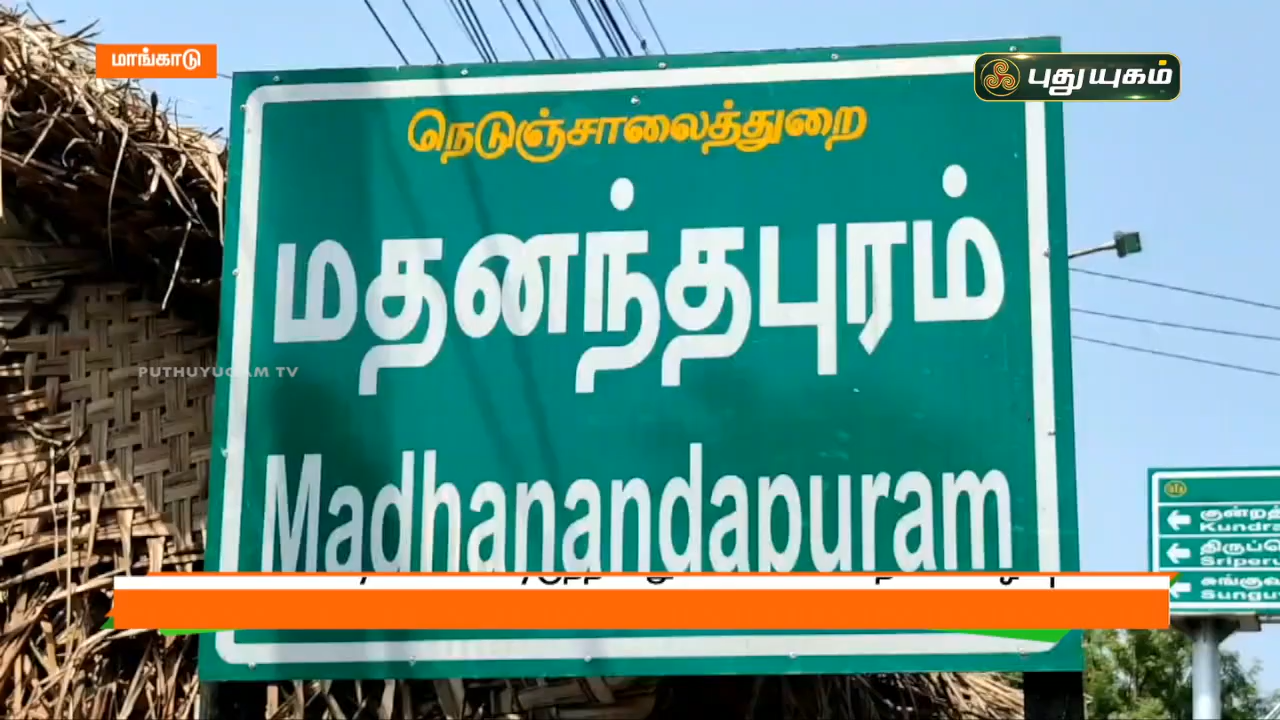 மாங்காடு
புதுயுகம்
நெடுஞ்சாலைத்துறை
மதனந்தபுரம்
PUTHUYUGAM TV
Madhanandapuram